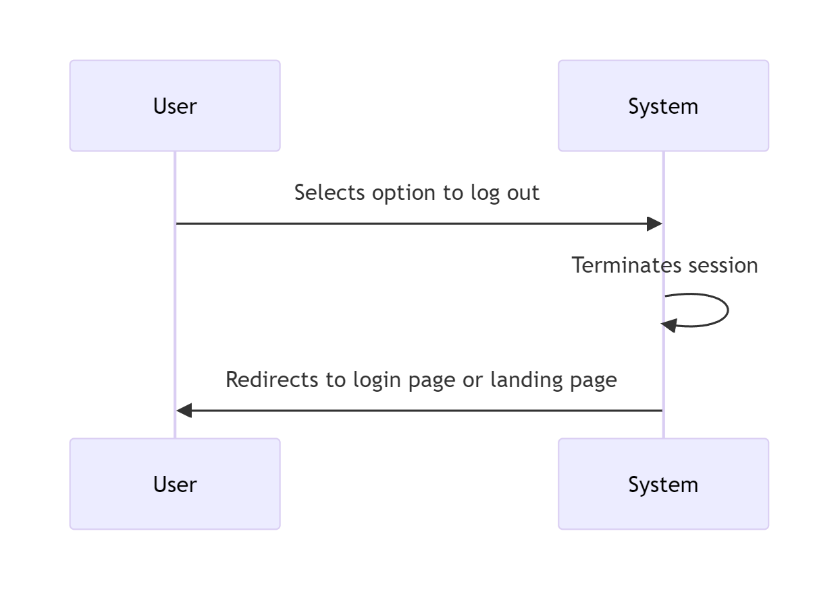 User
System
Selects option to log out
Terminates session
Redirects to login page or landing page
User
System